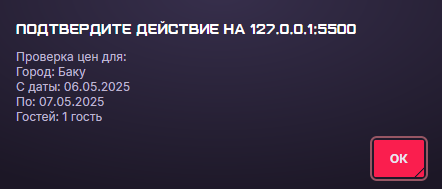 ПОДТВЕРДИТЕ ДЕЙСТВИЕ НА 127.0.0.1:5500
Проверка цен для:
Город: Баку
С даты: 06.05.2025
По: 07.05.2025
Гостей: 1 гость
ОК